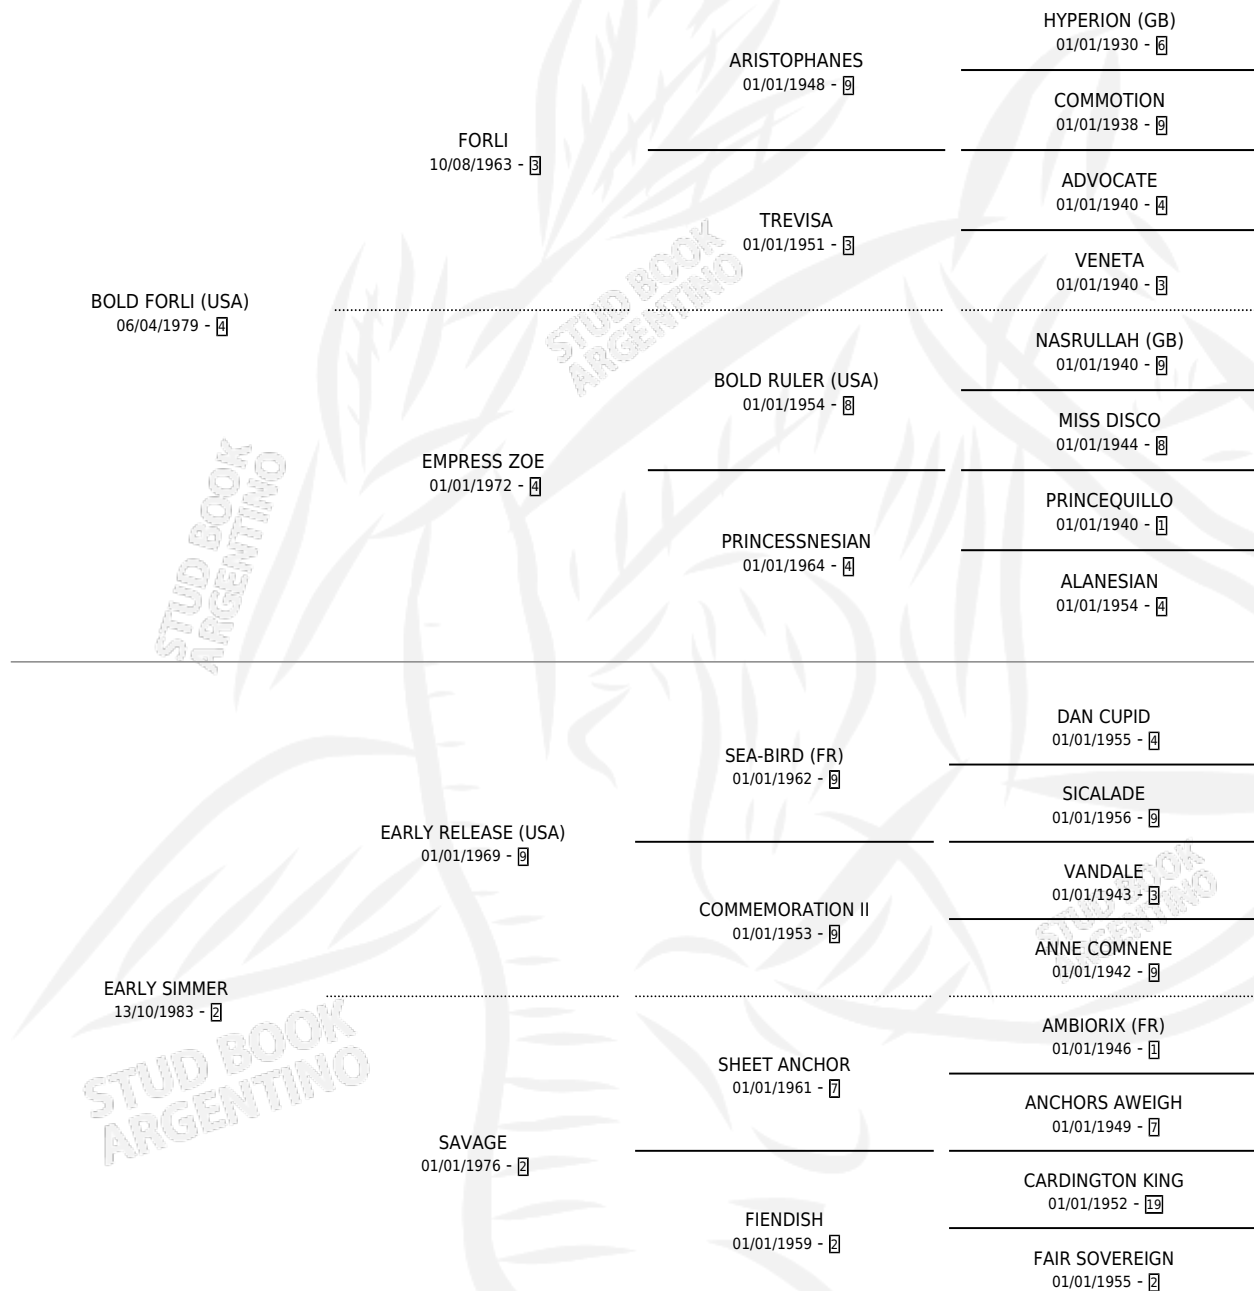 HYPERION (GB)
01/01/1930 - 6
ARISTOPHANES
01/01/1948 - 9
COMMOTION
01/01/1938 - 9
FORLI
10/08/1963 - 3
ADVOCATE
01/01/1940 - 4
TREVISA
01/01/1951 - 3
VENETA
01/01/1940 - 3
BOLD FORLI (USA)
06/04/1979 - 4
NASRULLAH (GB)
01/01/1940 - 9
BOLD RULER (USA)
01/01/1954 - 8
MISS DISCO
01/01/1944 - 8
EMPRESS ZOE
01/01/1972 - 4
PRINCEQUILLO
01/01/1940 - 1
PRINCESSNESIAN
01/01/1964 - 4
ALANESIAN
01/01/1954 - 4
DAN CUPID
01/01/1955 - 4
SEA-BIRD (FR)
01/01/1962 - 9
SICALADE
01/01/1956 - 9
EARLY RELEASE (USA)
01/01/1969 - 9
VANDALE
01/01/1943 - 3
COMMEMORATION II
01/01/1953 - 9
ANNE COMNENE
01/01/1942 - 9
EARLY SIMMER
13/10/1983 - 2
AMBIORIX (FR)
01/01/1946 - 1
SHEET ANCHOR
01/01/1961 - 7
ANCHORS AWEIGH
01/01/1949 - 7
SAVAGE
01/01/1976 - 2
CARDINGTON KING
01/01/1952 - 19
FIENDISH
01/01/1959 - 2
FAIR SOVEREIGN
01/01/1955 - 2
STUD BOOK
ARGENTINO
STUD BOOK
ARGENTINO
STUD BOOK
ARGENTINO
STUD BOOK
ARGENTINO